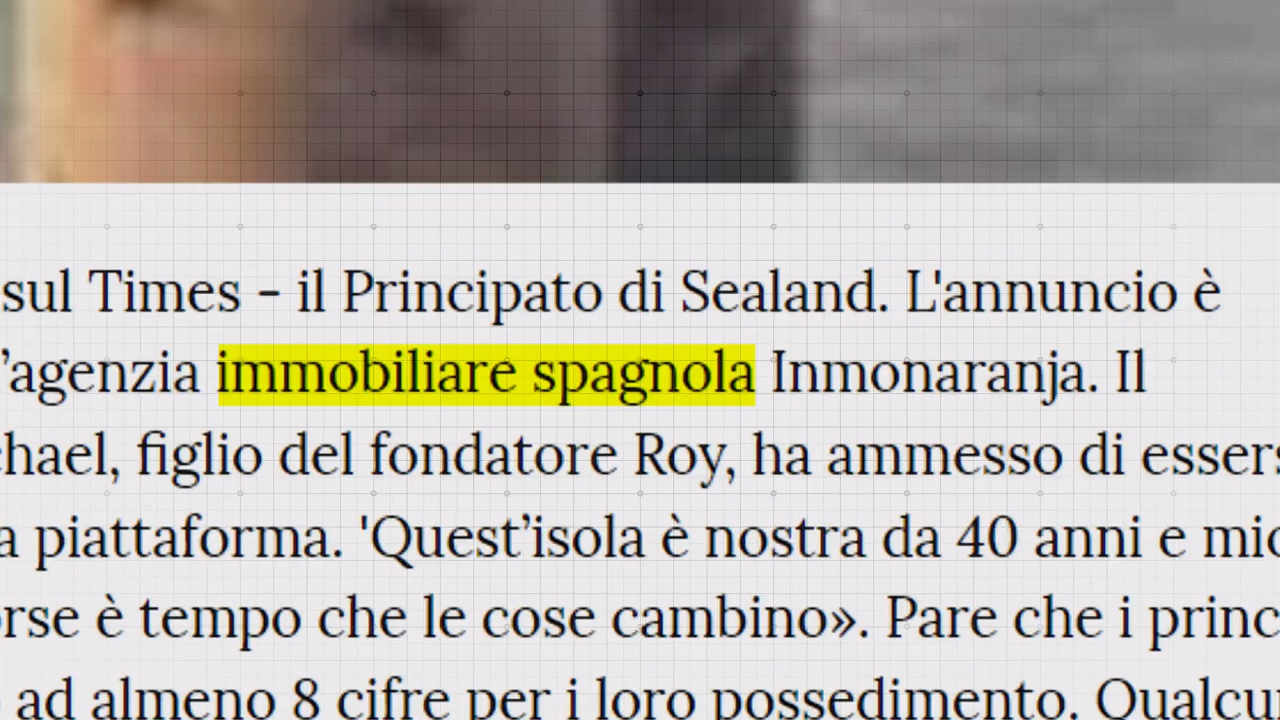 sul Times - il Principato di Sealand. L'annuncio è
’agenzia immobiliare spagnola Inmonaranja. Il
chael, figlio del fondatore Roy, ha ammesso di essers
a piattaforma. 'Quest’isola è nostra da 40 anni e mio
orse è tempo che le cose cambino». Pare che i princ
ad almeno 8 cifre per i loro possedimento. Qualcu